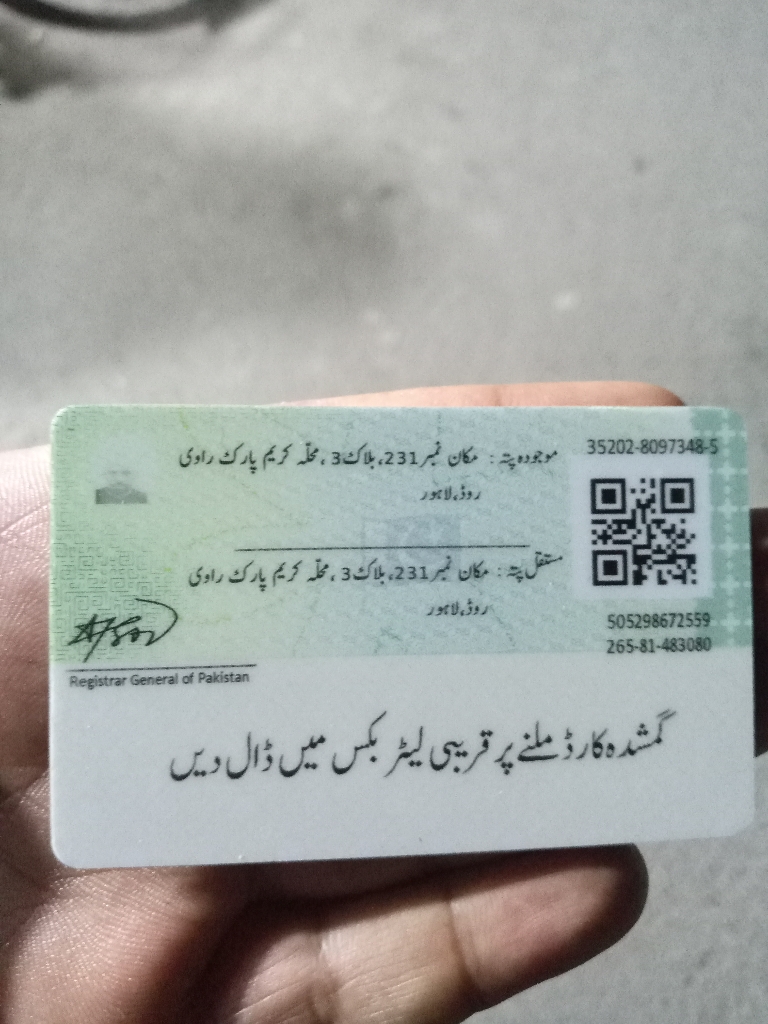 35202-8097348-5
موجودہ پتہ : مکان نمبر 231، بلاک 3، محلّہ کریم پارک راوی
روڈ، لاہور
مستقل پتہ : مکان نمبر 231، بلاک 3، محلّہ کریم پارک راوی
روڈ، لاہور
505298672559
265-81-483080
Registrar General of Pakistan
گمشدہ کارڈ ملنے پر قریبی لیٹر بکس میں ڈال دیں